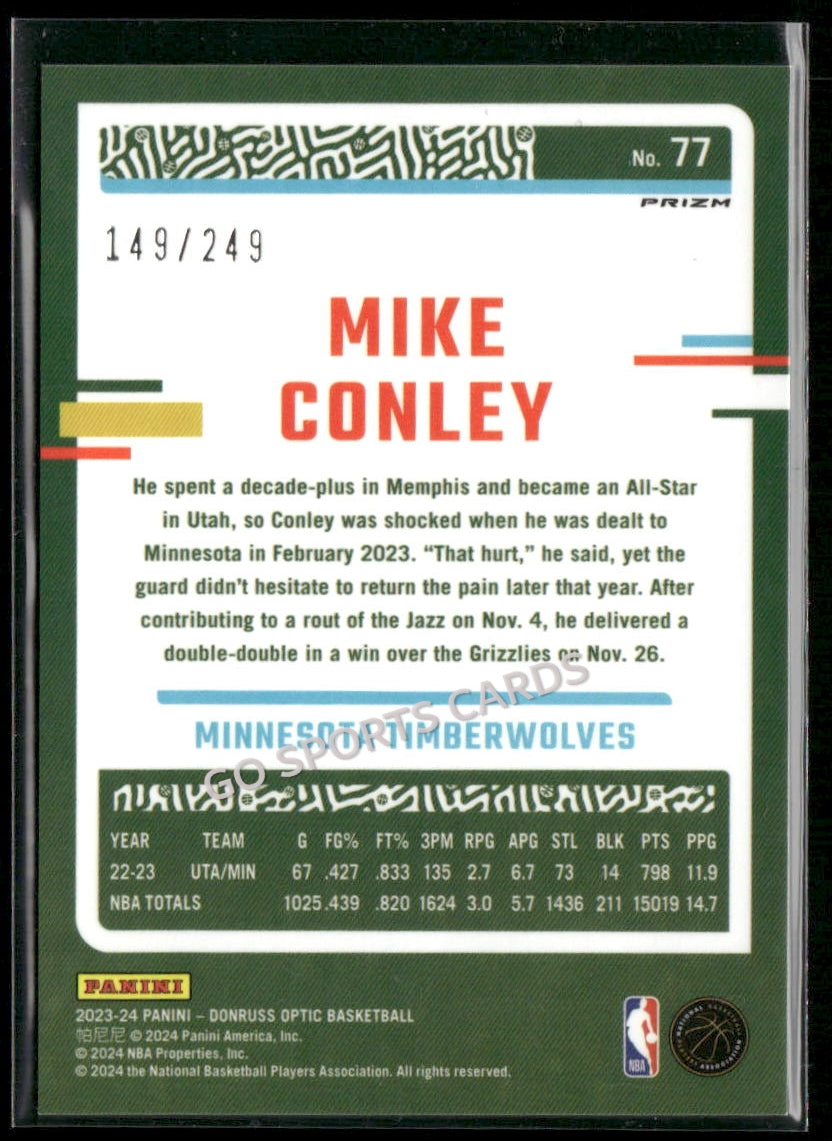 No. 77
PRIZM
149/249
MIKE
CONLEY
He spent a decade-plus in Memphis and became an All-Star
in Utah, so Conley was shocked when he was dealt to
Minnesota in February 2023. “That hurt,” he said, yet the
guard didn’t hesitate to return the pain later that year. After
contributing to a rout of the Jazz on Nov. 4, he delivered a
double-double in a win over the Grizzlies on Nov. 26.
GO SPORTS CARDS
MINNESOTA TIMBERWOLVES
YEAR TEAM G FG% FT% 3PM RPG APG STL BLK PTS PPG
22-23 UTA/MIN 67 .427 .833 135 2.7 6.7 73 14 798 11.9
NBA TOTALS 1025 .439 .820 1624 3.0 5.7 1436 211 15019 14.7
PANINI
2023-24 PANINI – DONRUSS OPTIC BASKETBALL
帕尼尼 © 2024 Panini America, Inc.
© 2024 NBA Properties, Inc.
© 2024 the National Basketball Players Association. All rights reserved.
NBA
NATIONAL BASKETBALL PLAYERS ASSOCIATION